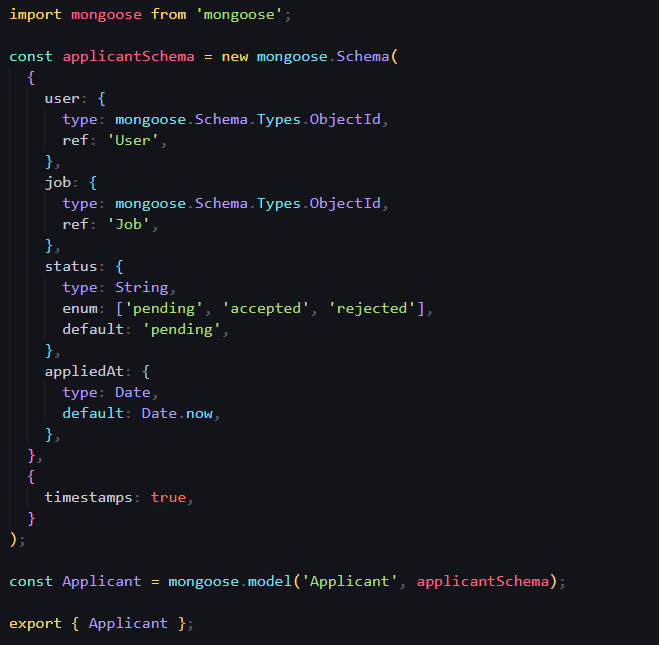 import mongoose from 'mongoose';
const applicantSchema = new mongoose.Schema(
{
user: {
type: mongoose.Schema.Types.ObjectId,
ref: 'User',
},
job: {
type: mongoose.Schema.Types.ObjectId,
ref: 'Job',
},
status: {
type: String,
enum: ['pending', 'accepted', 'rejected'],
default: 'pending',
},
appliedAt: {
type: Date,
default: Date.now,
},
},
{
timestamps: true,
}
);
const Applicant = mongoose.model('Applicant', applicantSchema);
export { Applicant };